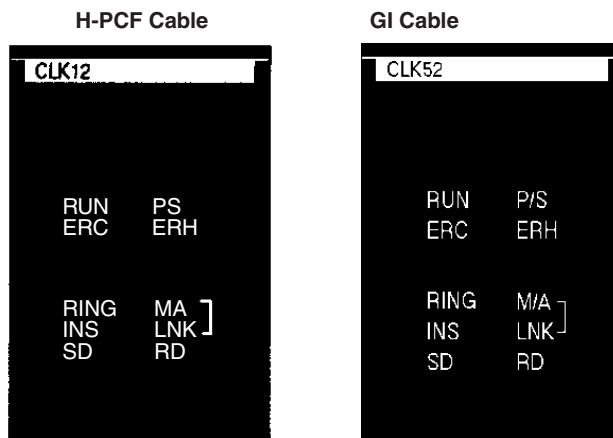 H-PCF Cable
GI Cable
CLK12
RUN PS
ERC ERH
RING MA
INS LNK
SD RD
CLK52
RUN P/S
ERC ERH
RING M/A
INS LNK
SD RD